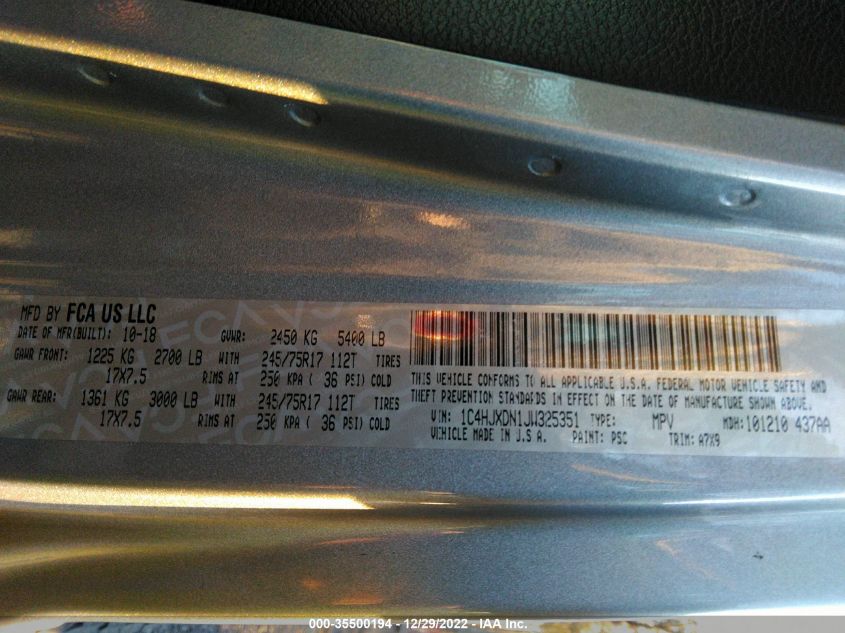 MFD BY FCA US LLC
DATE OF MFR(BUILT): 10-18 GVWR: 2450 KG 5400 LB
GAWR FRONT: 1225 KG 2700 LB WITH 245/75R17 112T TIRES
17X7.5 RIMS AT 250 KPA ( 36 PSI) COLD
GAWR REAR: 1361 KG 3000 LB WITH 245/75R17 112T TIRES
17X7.5 RIMS AT 250 KPA ( 36 PSI) COLD
THIS VEHICLE CONFORMS TO ALL APPLICABLE U.S.A. FEDERAL MOTOR VEHICLE SAFETY AND
THEFT PREVENTION STANDARDS IN EFFECT ON THE DATE OF MANUFACTURE SHOWN ABOVE.
VIN: 1C4HJXDN1JW325351 TYPE: MPV MDH: 101210 437AA
VEHICLE MADE IN U.S.A. PAINT: PSC TRIM: A7X9
000-35500194 - 12/29/2022 - IAA Inc.